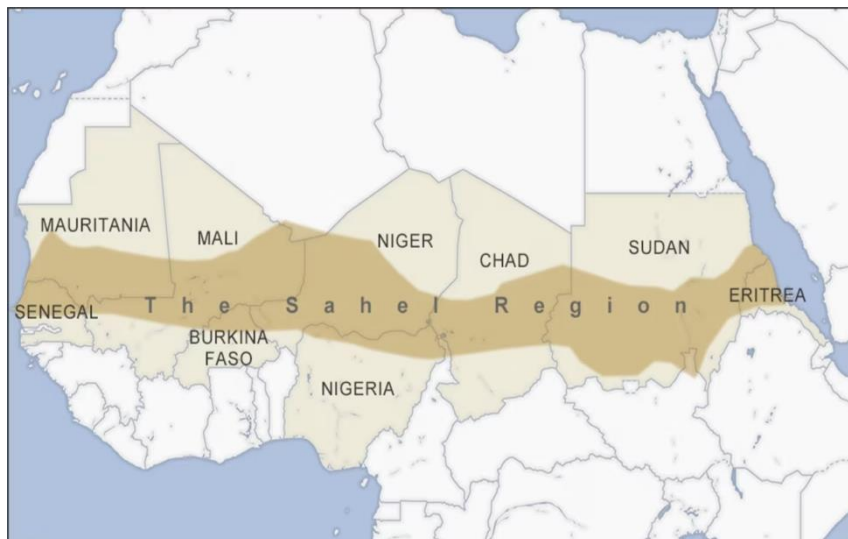 MAURITANIA
MALI
NIGER
CHAD
SUDAN
SENEGAL
The Sahel Region
ERITREA
BURKINA
FASO
NIGERIA